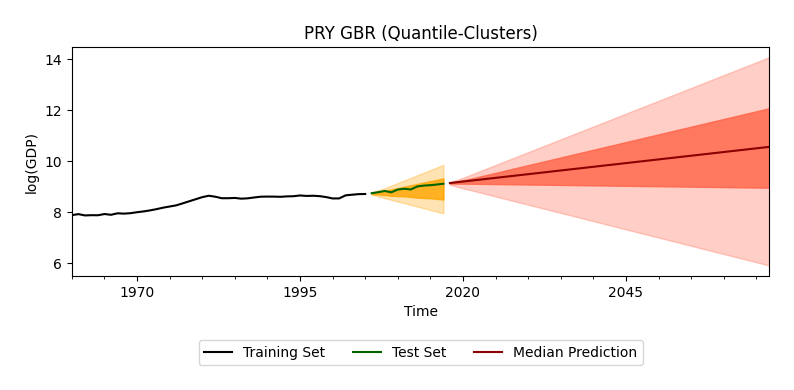 PRY GBR (Quantile-Clusters)
14
12
10
8
6
log(GDP)
1970
1995
2020
2045
Time
Training Set
Test Set
Median Prediction